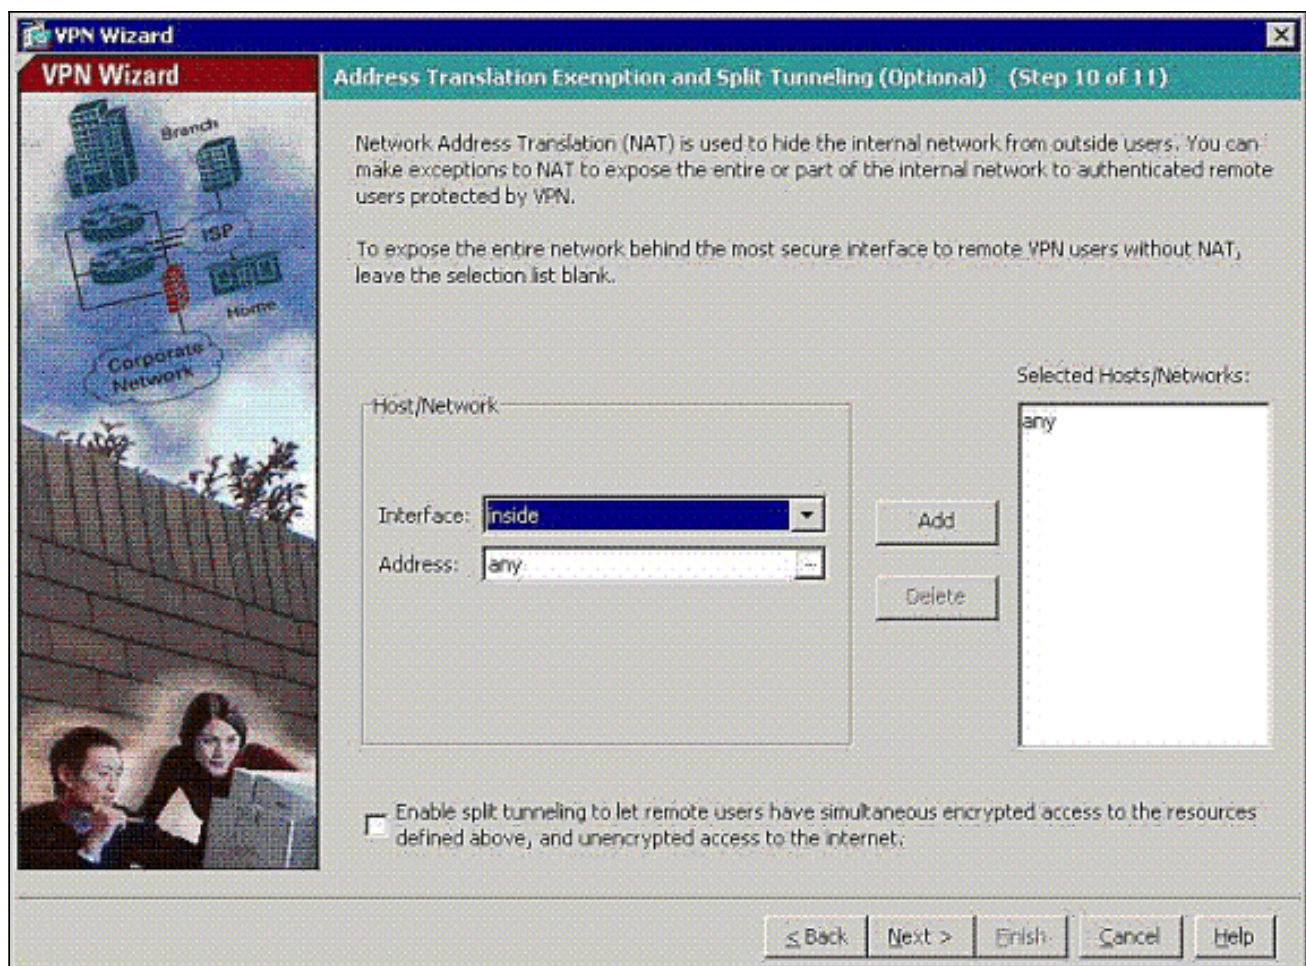 VPN Wizard
VPN Wizard
Branch
ISP
Home
Corporate
Network
Address Translation Exemption and Split Tunneling (Optional) (Step 10 of 11)
Network Address Translation (NAT) is used to hide the internal network from outside users. You can
make exceptions to NAT to expose the entire or part of the internal network to authenticated remote
users protected by VPN.
To expose the entire network behind the most secure interface to remote VPN users without NAT,
leave the selection list blank.
Selected Hosts/Networks:
Host/Network
any
Interface: inside
Add
Address: any ...
Delete
Enable split tunneling to let remote users have simultaneous encrypted access to the resources
defined above, and unencrypted access to the internet.
< Back Next > Finish Cancel Help